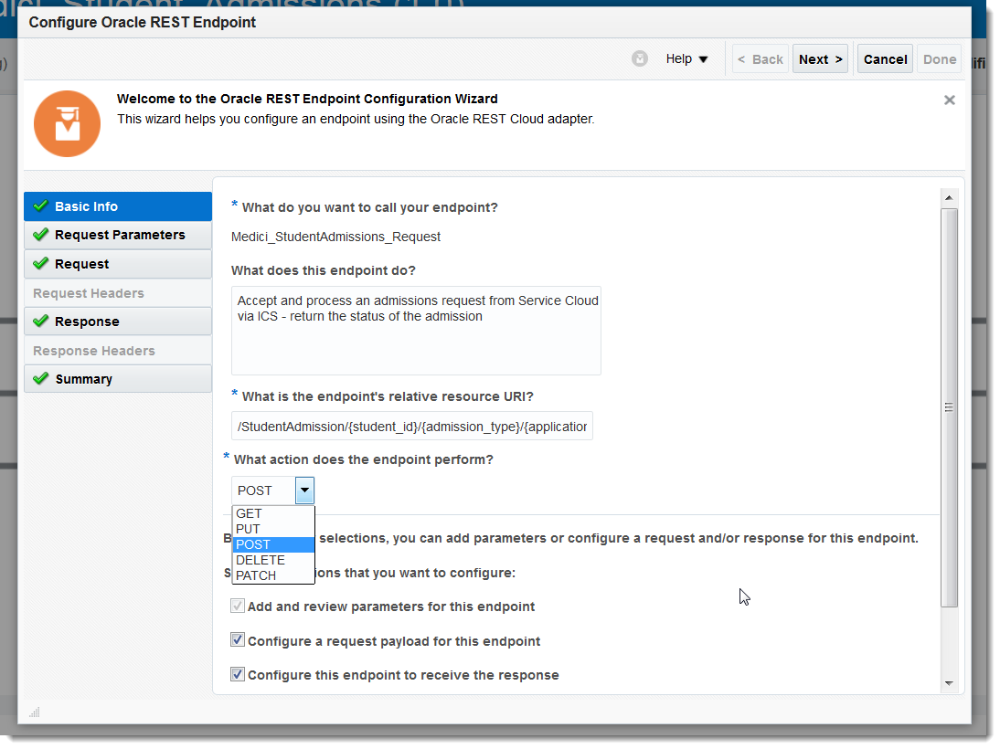 Configure Oracle REST Endpoint
Help
< Back
Next >
Cancel
Done
Welcome to the Oracle REST Endpoint Configuration Wizard
This wizard helps you configure an endpoint using the Oracle REST Cloud adapter.
Basic Info
Request Parameters
Request
Request Headers
Response
Response Headers
Summary
* What do you want to call your endpoint?
Medici_StudentAdmissions_Request
What does this endpoint do?
Accept and process an admissions request from Service Cloud
via ICS - return the status of the admission
* What is the endpoint's relative resource URI?
/StudentAdmission/{student_id}/{admission_type}/{application
* What action does the endpoint perform?
POST
GET
PUT
POST
DELETE
PATCH
selections, you can add parameters or configure a request and/or response for this endpoint.
that you want to configure:
Add and review parameters for this endpoint
Configure a request payload for this endpoint
Configure this endpoint to receive the response